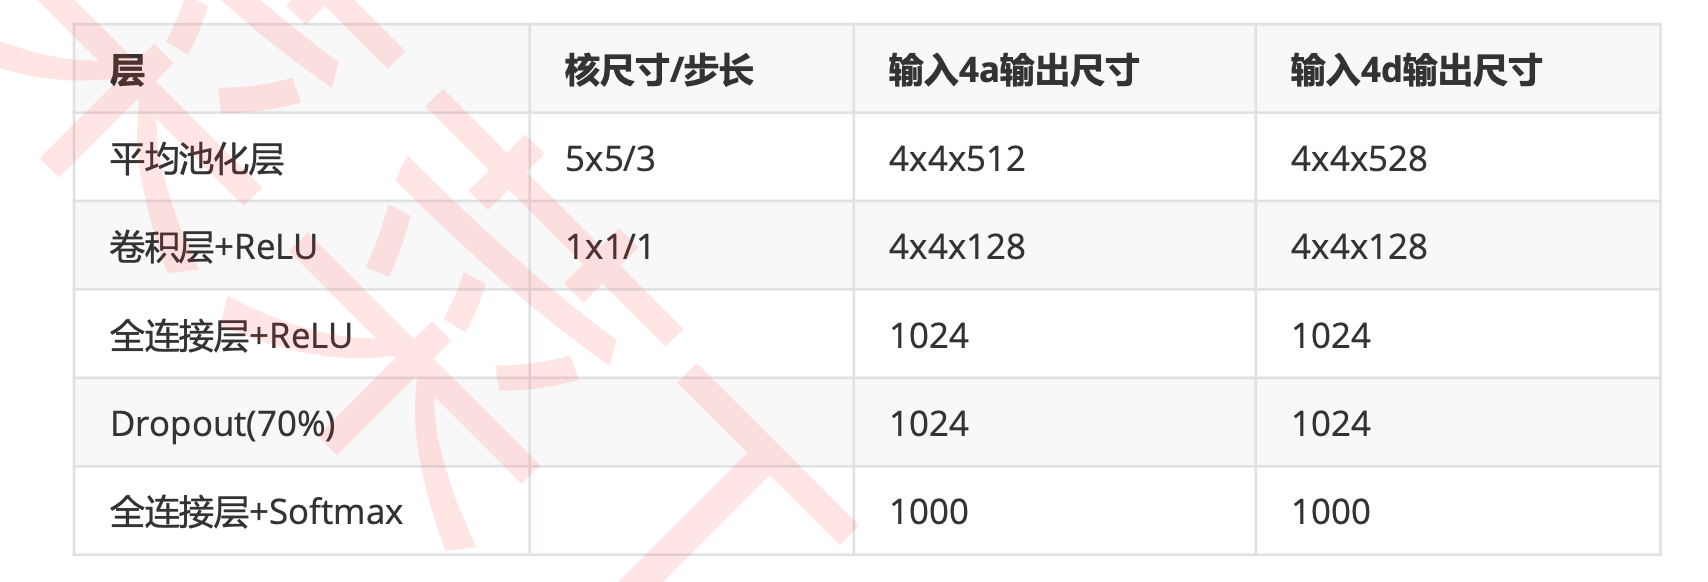 层 核尺寸/步长 输入4a输出尺寸 输入4d输出尺寸
平均池化层 5x5/3 4x4x512 4x4x528
卷积层+ReLU 1x1/1 4x4x128 4x4x128
全连接层+ReLU 1024 1024
Dropout(70%) 1024 1024
全连接层+Softmax 1000 1000